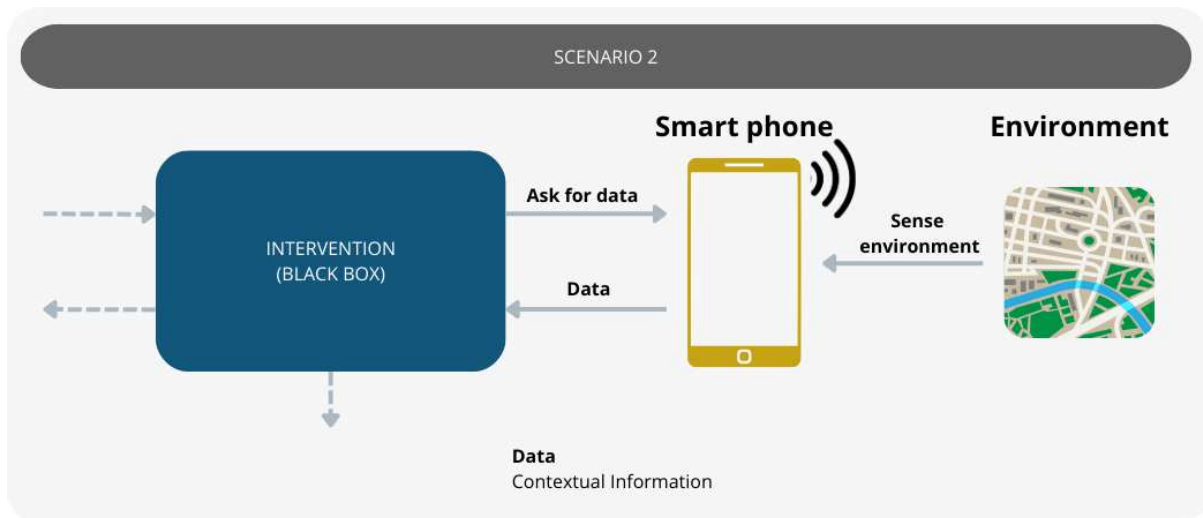 SCENARIO 2
Smart phone
Environment
Ask for data
Sense
environment
INTERVENTION
(BLACK BOX)
Data
Data
Contextual Information